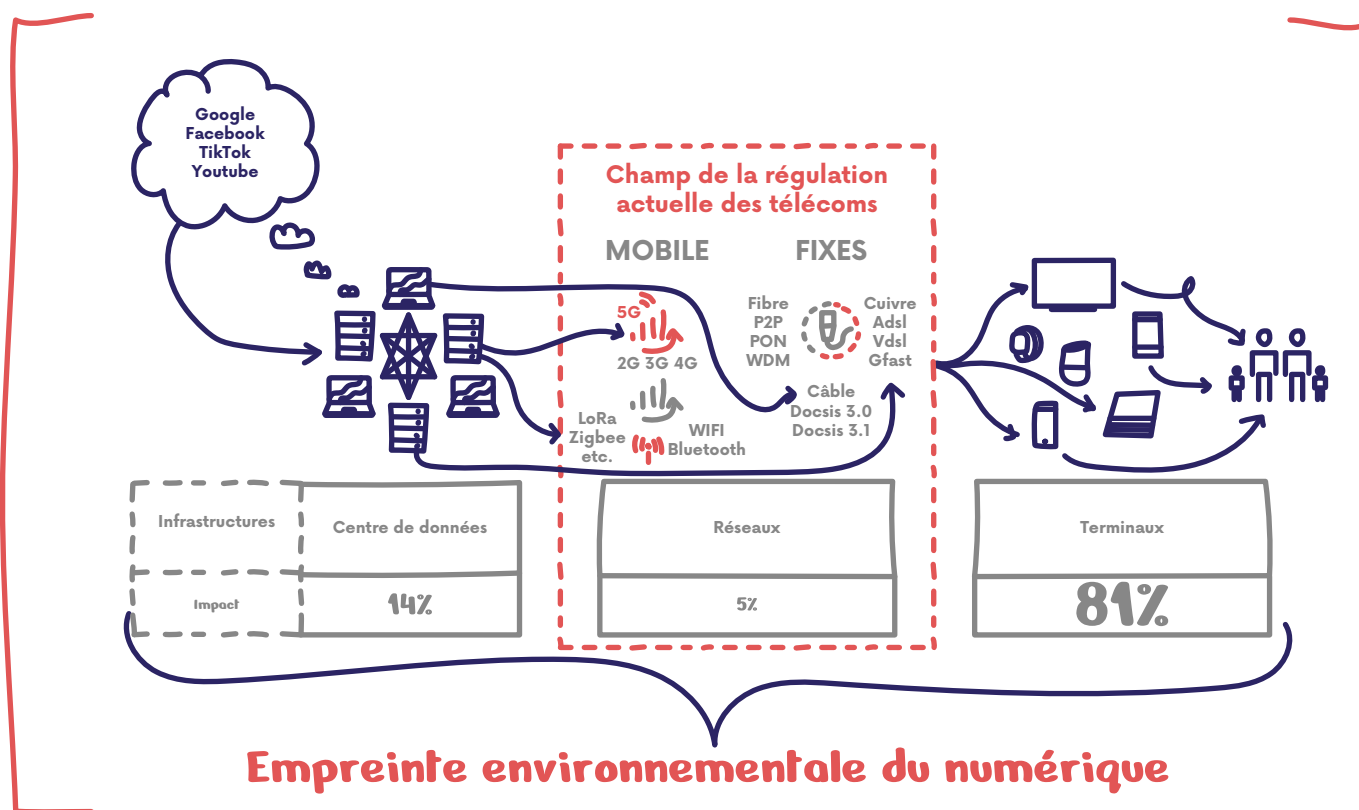 Google
Facebook
TikTok
Youtube
Champ de la régulation
actuelle des télécoms
MOBILE
FIXES
5G
2G 3G 4G
Fibre
P2P
PON
WDM
Cuivre
Adsl
Vdsl
Gfast
Câble
Docsis 3.0
Docsis 3.1
LoRa
Zigbee
etc.
WIFI
Bluetooth
Infrastructures
Centre de données
Réseaux
Terminaux
Impact
14%
5%
81%
Empreinte environnementale du numérique